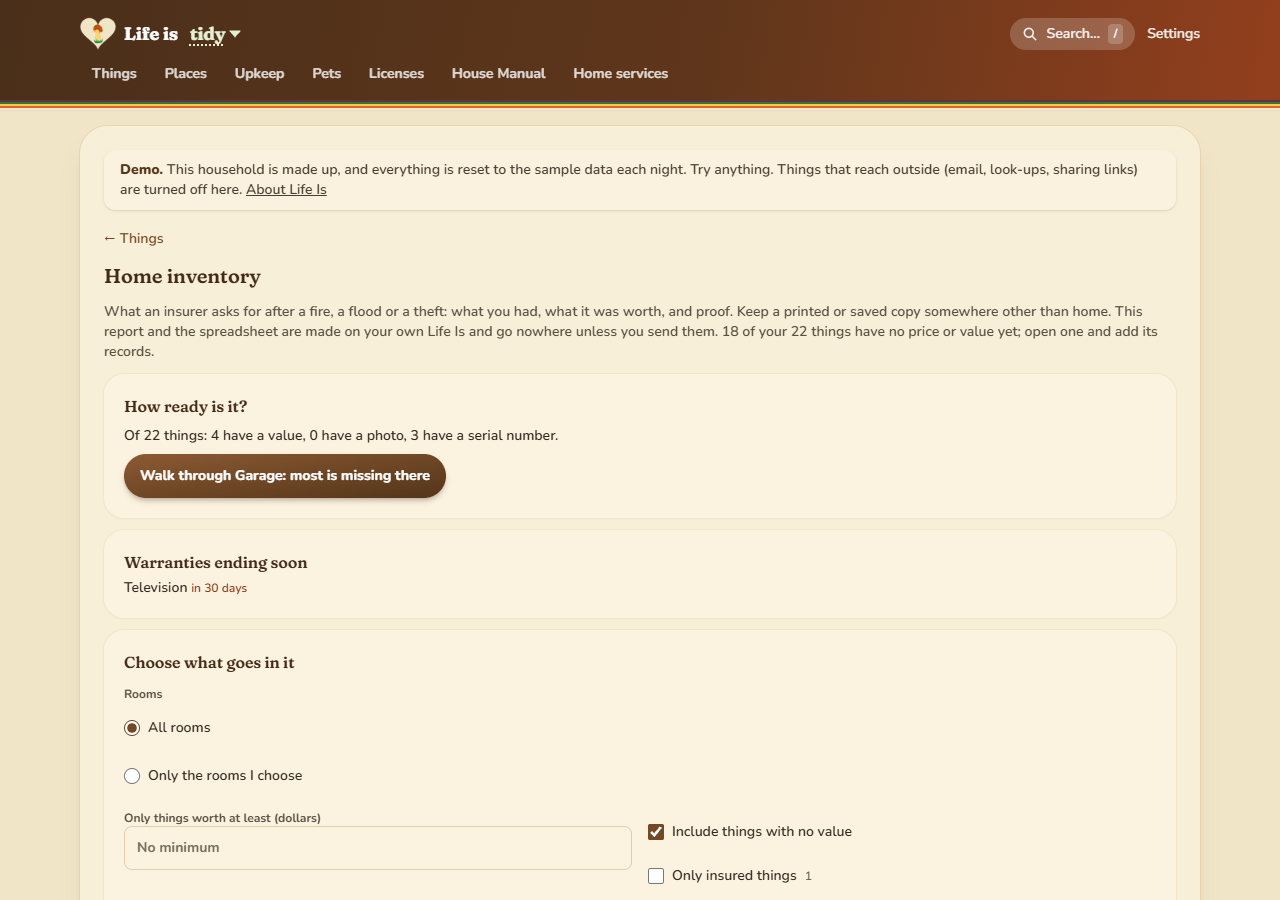 Life is tidy
Search... /
Settings
Things Places Upkeep Pets Licenses House Manual Home services
Demo. This household is made up, and everything is reset to the sample data each night. Try anything. Things that reach outside (email, look-ups, sharing links)
are turned off here. About Life Is
← Things
Home inventory
What an insurer asks for after a fire, a flood or a theft: what you had, what it was worth, and proof. Keep a printed or saved copy somewhere other than home. This
report and the spreadsheet are made on your own Life Is and go nowhere unless you send them. 18 of your 22 things have no price or value yet; open one and add its
records.
How ready is it?
Of 22 things: 4 have a value, 0 have a photo, 3 have a serial number.
Walk through Garage: most is missing there
Warranties ending soon
Television in 30 days
Choose what goes in it
Rooms
All rooms
Only the rooms I choose
Only things worth at least (dollars)
No minimum
Include things with no value
Only insured things 1